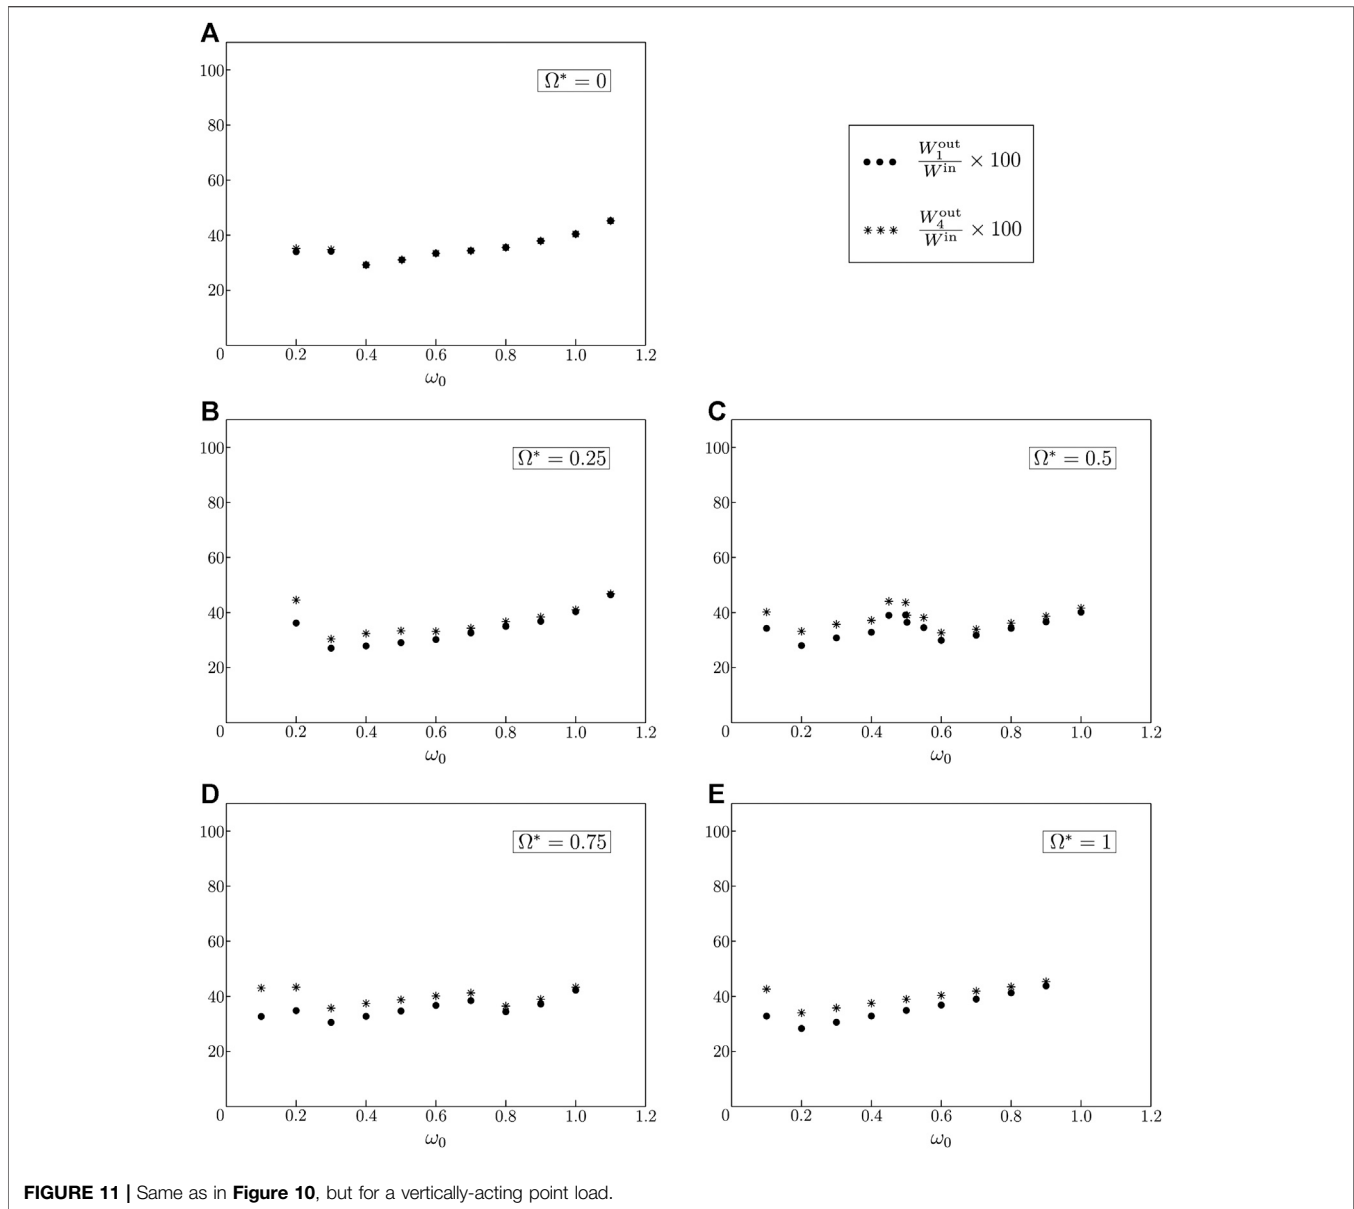 A
Ω* = 0
100
80
60
40
20
0
0.2 0.4 0.6 0.8 1.0 1.2
ω₀
W₁ᵒᵘᵗ / Wⁱⁿ × 100
W₄ᵒᵘᵗ / Wⁱⁿ × 100
B
Ω* = 0.25
100
80
60
40
20
0
0.2 0.4 0.6 0.8 1.0 1.2
ω₀
C
Ω* = 0.5
100
80
60
40
20
0
0.2 0.4 0.6 0.8 1.0 1.2
ω₀
D
Ω* = 0.75
100
80
60
40
20
0
0.2 0.4 0.6 0.8 1.0 1.2
ω₀
E
Ω* = 1
100
80
60
40
20
0
0.2 0.4 0.6 0.8 1.0 1.2
ω₀
FIGURE 11 | Same as in Figure 10, but for a vertically-acting point load.